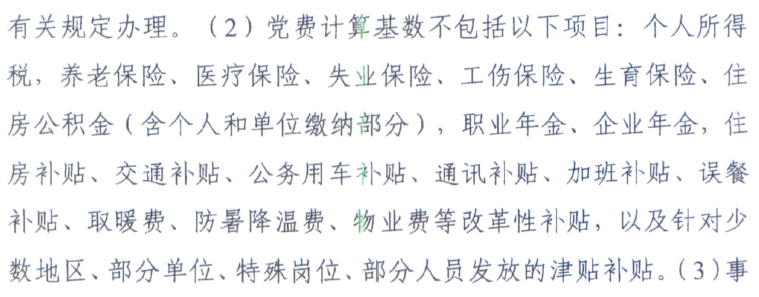 有关规定办理。（2）党费计算基数不包括以下项目：个人所得
税，养老保险、医疗保险、失业保险、工伤保险、生育保险、住
房公积金（含个人和单位缴纳部分），职业年金、企业年金，住
房补贴、交通补贴、公务用车补贴、通讯补贴、加班补贴、误餐
补贴、取暖费、防暑降温费、物业费等改革性补贴，以及针对少
数地区、部分单位、特殊岗位、部分人员发放的津贴补贴。（3）事